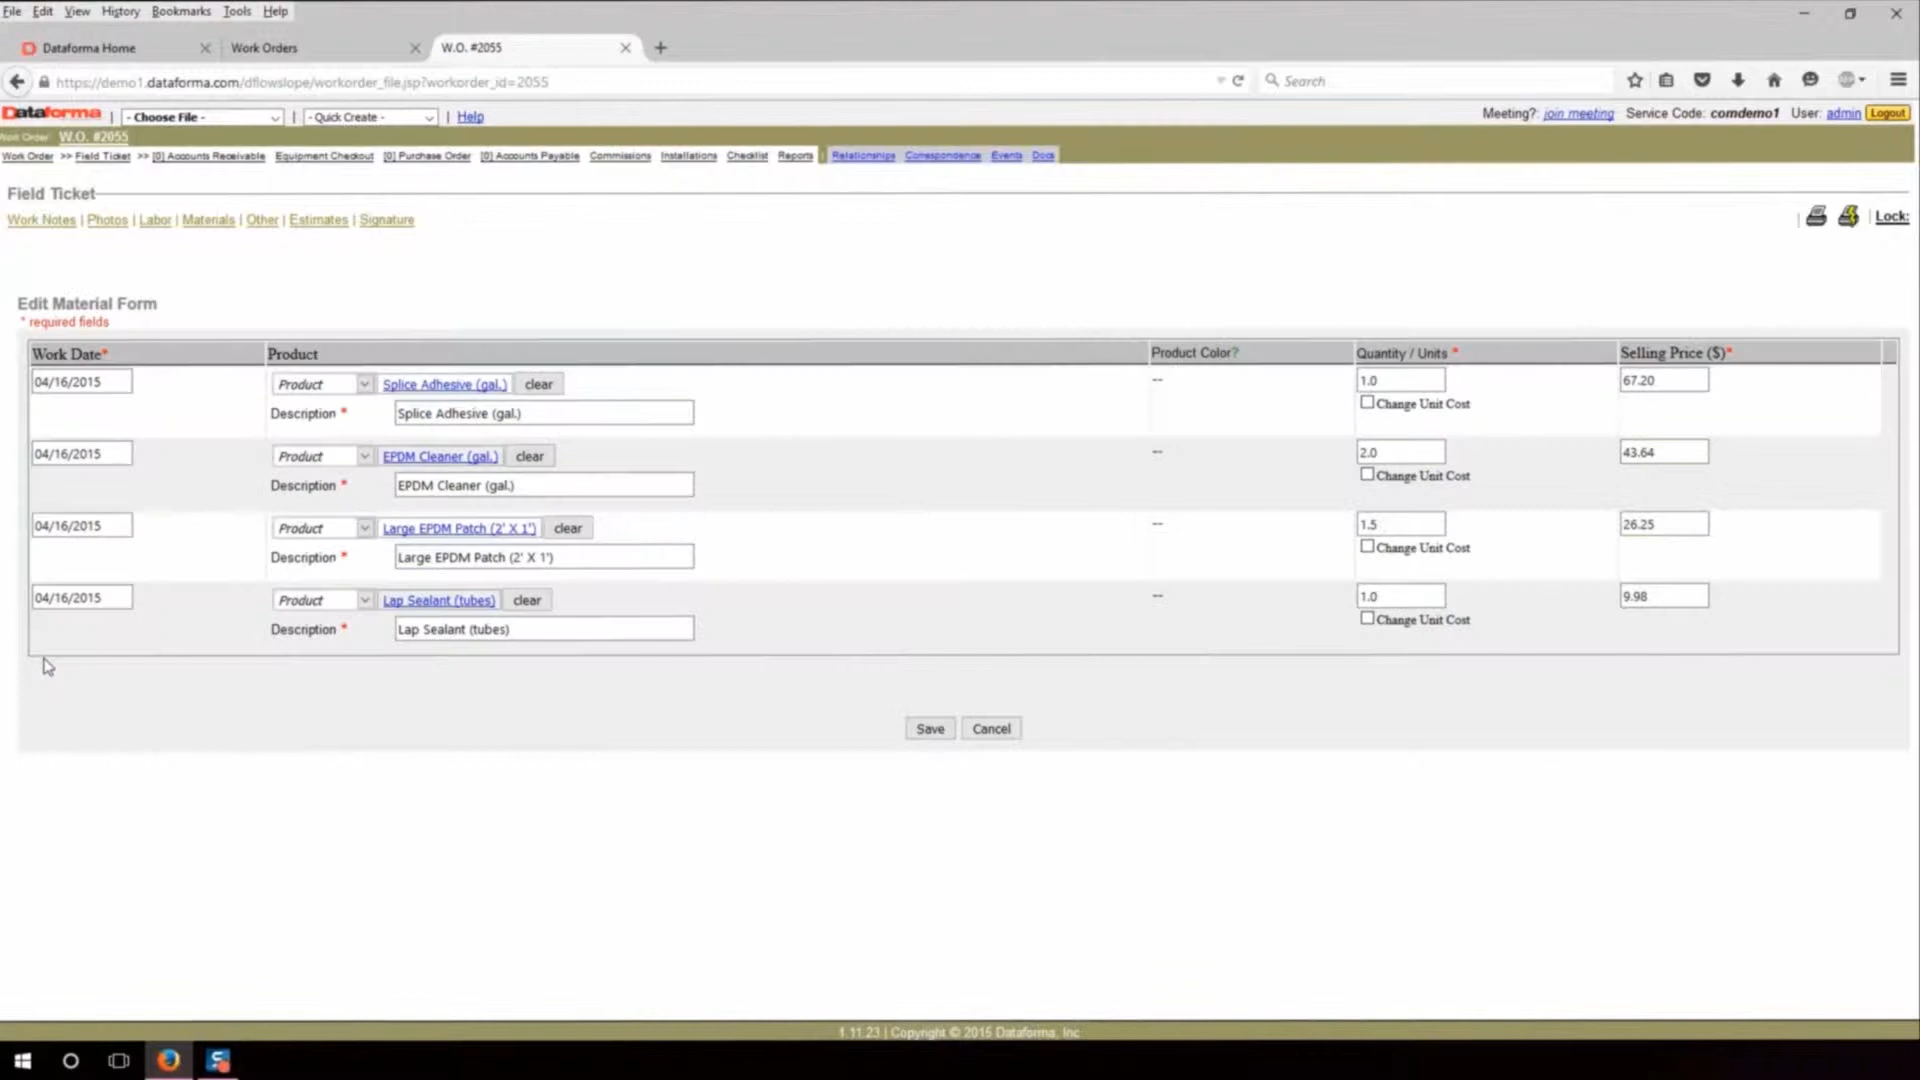 File Edit View History Bookmarks Tools Help
Dataforma Home Work Orders W.O. #2055
https://demo1.dataforma.com/dflowslope/workorder_file.jsp?workorder_id=2055 Search
Dataforma | - Choose File - | - Quick Create - | Help Meeting?: join meeting Service Code: comdemo1 User: admin Logout
Work Order: W.O. #2055
Work Order >> Field Ticket >> [0] Accounts Receivable Equipment Checkout [0] Purchase Order [0] Accounts Payable Commissions Installations Checklist Reports | Relationships Correspondence Events Docs
Field Ticket
Work Notes | Photos | Labor | Materials | Other | Estimates | Signature | | Lock:
Edit Material Form
* required fields
Work Date* Product Product Color? Quantity / Units * Selling Price ($)*
04/16/2015 Product Splice Adhesive (gal.) clear -- 1.0 67.20
Description * Splice Adhesive (gal.) Change Unit Cost
04/16/2015 Product EPDM Cleaner (gal.) clear -- 2.0 43.64
Description * EPDM Cleaner (gal.) Change Unit Cost
04/16/2015 Product Large EPDM Patch (2' X 1') clear -- 1.5 26.25
Description * Large EPDM Patch (2' X 1') Change Unit Cost
04/16/2015 Product Lap Sealant (tubes) clear -- 1.0 9.98
Description * Lap Sealant (tubes) Change Unit Cost
Save Cancel
1.11.23 | Copyright © 2015 Dataforma, Inc